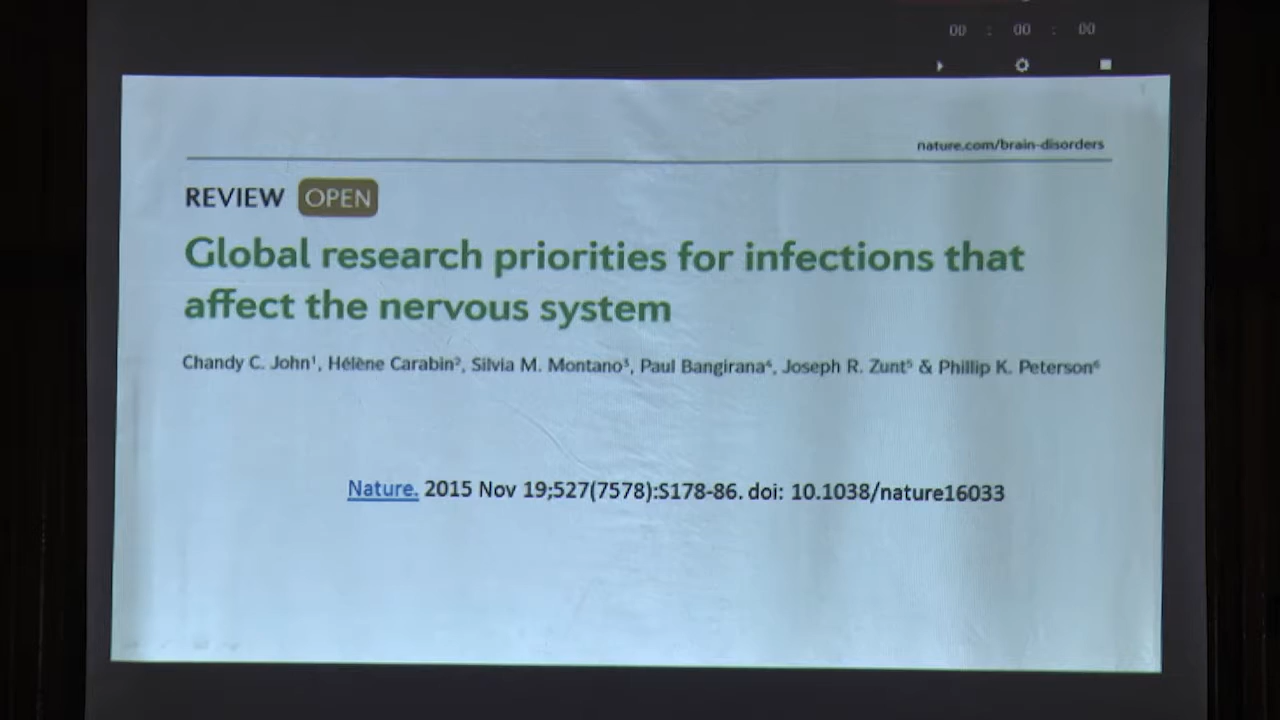 00 : 00 : 00
nature.com/brain-disorders
REVIEW OPEN
Global research priorities for infections that
affect the nervous system
Chandy C. John¹, Hélène Carabin², Silvia M. Montano³, Paul Bangirana⁴, Joseph R. Zunt⁵ & Phillip K. Peterson⁶
Nature. 2015 Nov 19;527(7578):S178-86. doi: 10.1038/nature16033